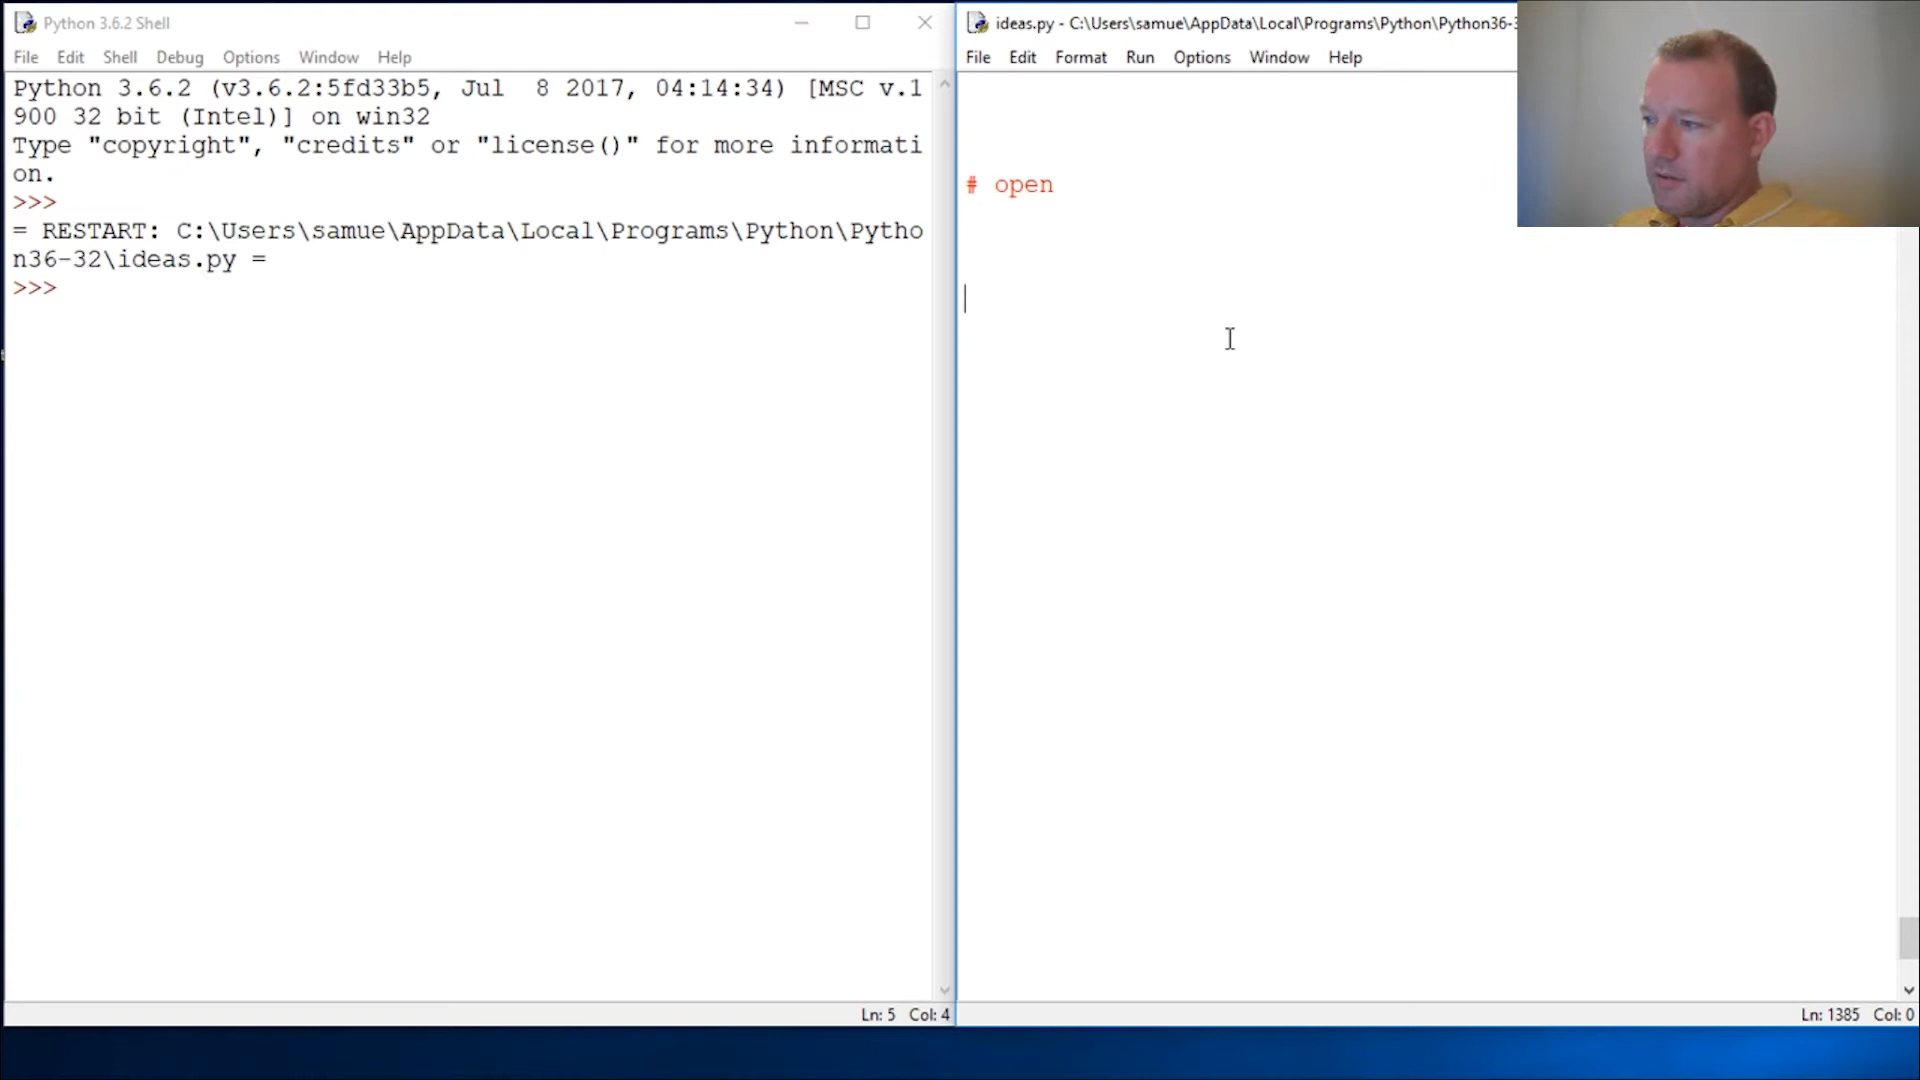 Python 3.6.2 Shell
File Edit Shell Debug Options Window Help
Python 3.6.2 (v3.6.2:5fd33b5, Jul  8 2017, 04:14:34) [MSC v.1
900 32 bit (Intel)] on win32
Type "copyright", "credits" or "license()" for more informati
on.
>>>
= RESTART: C:\Users\samue\AppData\Local\Programs\Python\Pytho
n36-32\ideas.py =
>>>
Ln: 5 Col: 4
ideas.py - C:\Users\samue\AppData\Local\Programs\Python\Python36-3
File Edit Format Run Options Window Help
# open
Ln: 1385 Col: 0